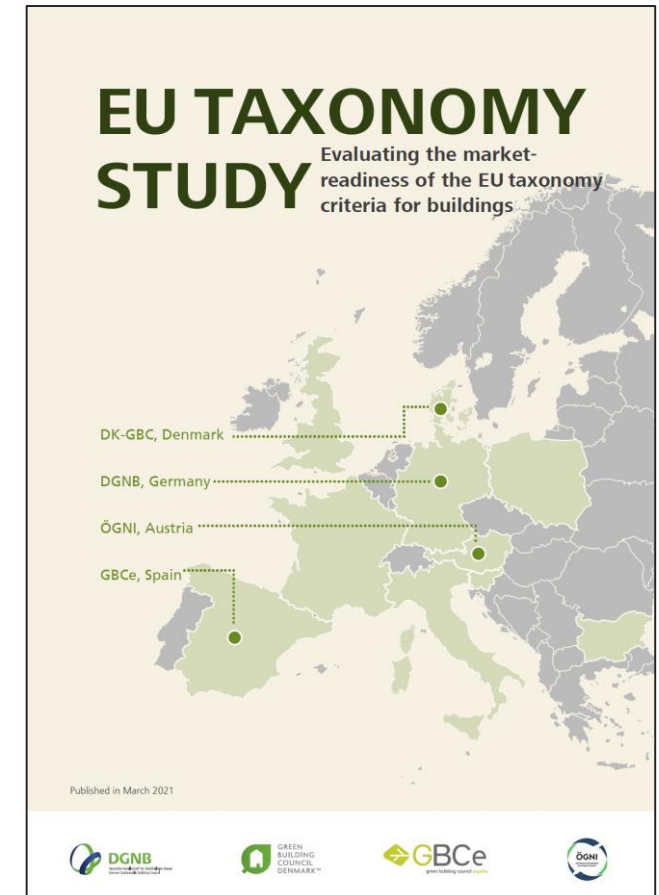 EU TAXONOMY
STUDY
Evaluating the market-
readiness of the EU taxonomy
criteria for buildings
DK-GBC, Denmark
DGNB, Germany
ÖGNI, Austria
GBCe, Spain
Published in March 2021
DGNB
GREEN
BUILDING
COUNCIL
DENMARK™
GBCe
green building council españa
ÖGNI